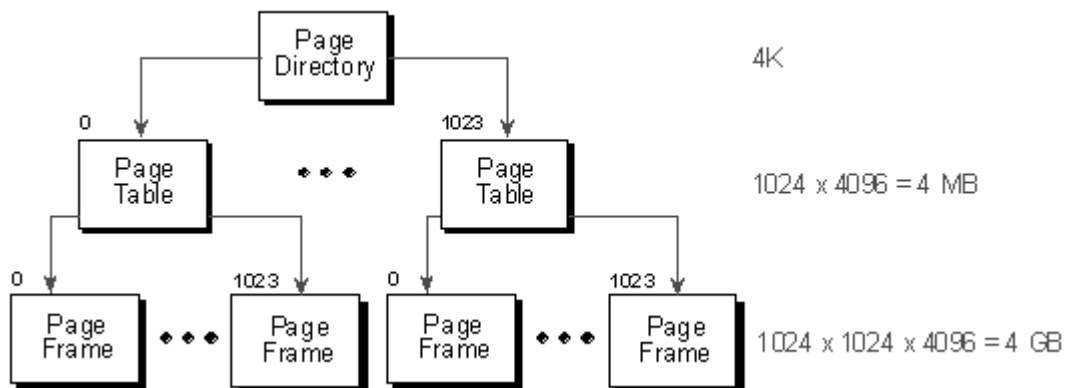 Page
Directory
4K
0
1023
Page
Table
Page
Table
1024 x 4096 = 4 MB
0
1023
0
1023
Page
Frame
Page
Frame
Page
Frame
Page
Frame
1024 x 1024 x 4096 = 4 GB